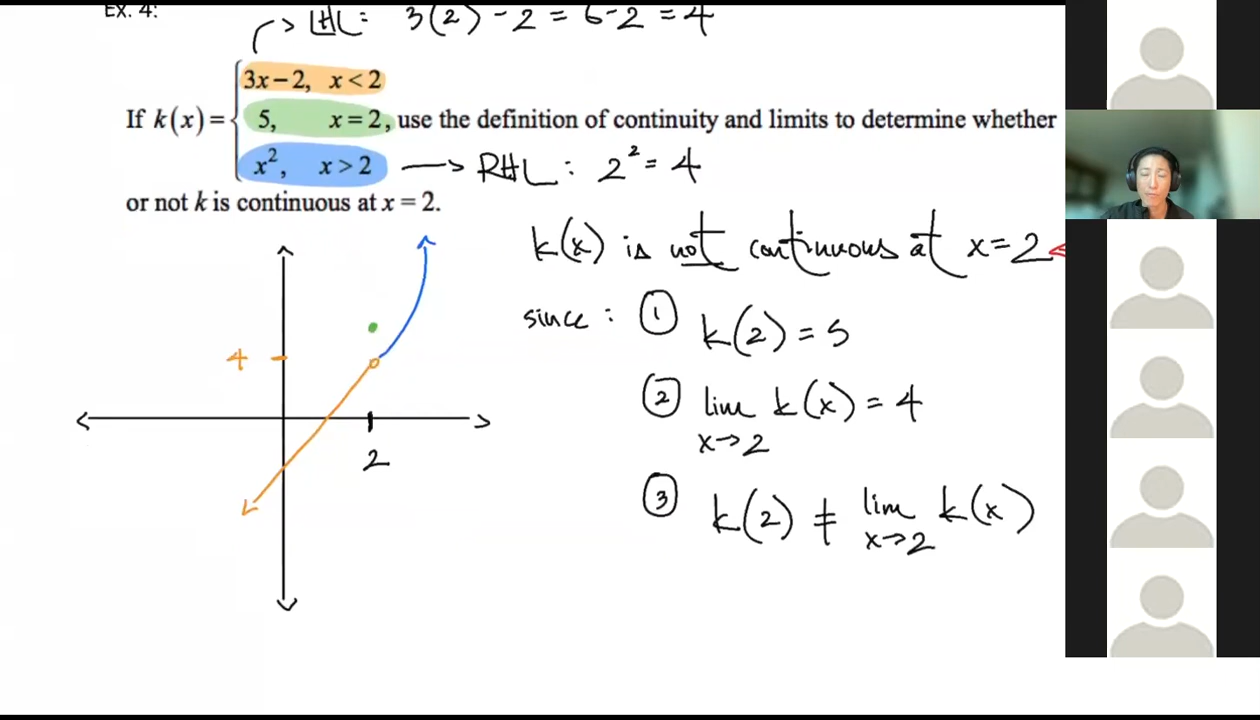 Ex. 4:
LHL: 3(2) - 2 = 6 - 2 = 4
3x − 2, x < 2
If k(x) = { 5, x = 2, use the definition of continuity and limits to determine whether
x², x > 2 → RHL: 2² = 4
or not k is continuous at x = 2.
k(x) is not continuous at x = 2
since: ① k(2) = 5
4
② lim k(x) = 4
x→2
2
③ k(2) ≠ lim k(x)
x→2